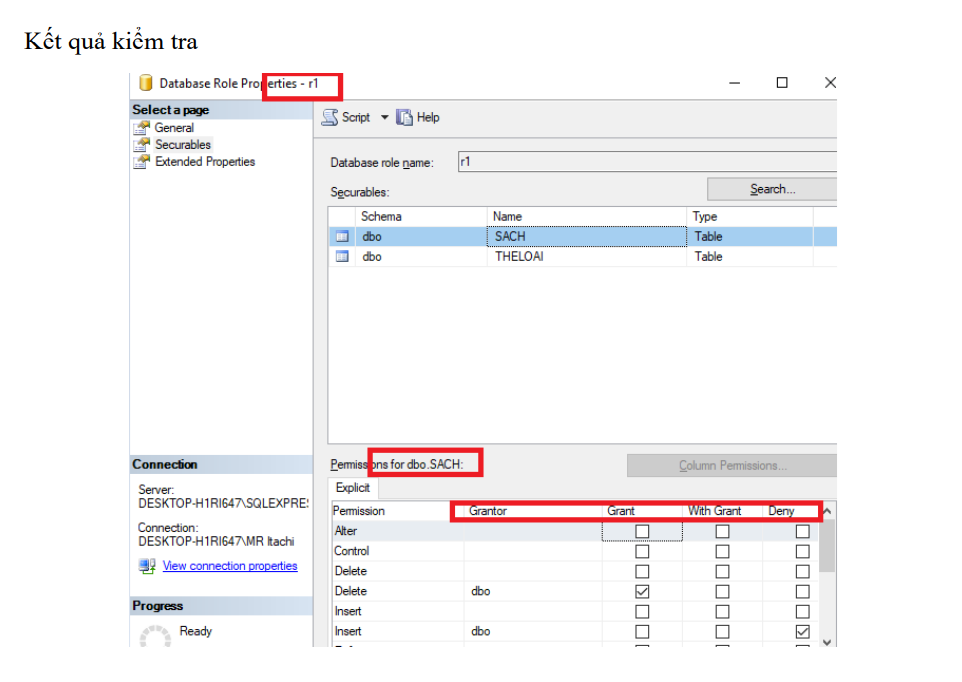 Kết quả kiểm tra
Database Role Properties - r1
Select a page
General
Securables
Extended Properties
Script
Help
Database role name:
r1
Securables:
Search...
Schema Name Type
dbo SACH Table
dbo THELOAI Table
Connection
Server:
DESKTOP-H1RI647\SQLEXPRE
Connection:
DESKTOP-H1RI647\MR Itachi
View connection properties
Progress
Ready
Permissions for dbo.SACH:
Column Permissions...
Explicit
Permission Grantor Grant With Grant Deny
Alter
Control
Delete
Delete dbo
Insert
Insert dbo